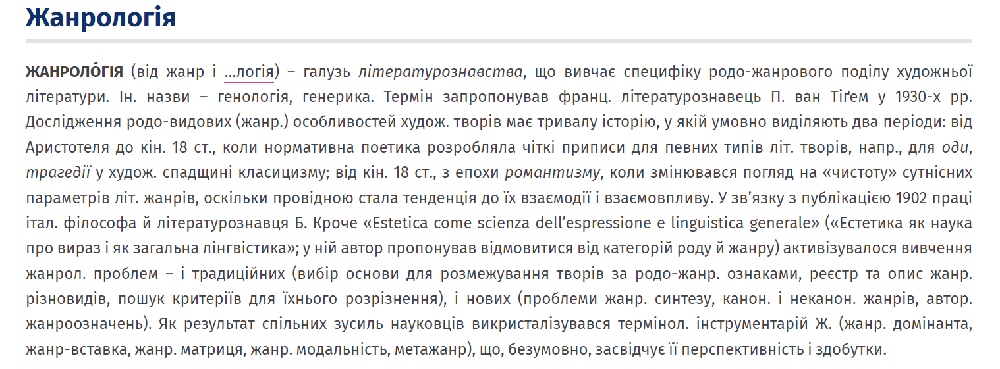 Жанрологія
ЖАНРОЛО́ГІЯ (від жанр і …логія) – галузь літературознавства, що вивчає специфіку родо-жанрового поділу художньої
літератури. Ін. назви – генологія, генерика. Термін запропонував франц. літературознавець П. ван Тіґем у 1930-х рр.
Дослідження родо-видових (жанр.) особливостей худож. творів має тривалу історію, у якій умовно виділяють два періоди: від
Аристотеля до кін. 18 ст., коли нормативна поетика розробляла чіткі приписи для певних типів літ. творів, напр., для оди,
трагедії у худож. спадщині класицизму; від кін. 18 ст., з епохи романтизму, коли змінювався погляд на «чистоту» сутнісних
параметрів літ. жанрів, оскільки провідною стала тенденція до їх взаємодії і взаємовпливу. У зв’язку з публікацією 1902 праці
італ. філософа й літературознавця Б. Кроче «Estetica come scienza dell’espressione e linguistica generale» («Естетика як наука
про вираз і як загальна лінгвістика»; у ній автор пропонував відмовитися від категорій роду й жанру) активізувалося вивчення
жанрол. проблем – і традиційних (вибір основи для розмежування творів за родо-жанр. ознаками, реєстр та опис жанр.
різновидів, пошук критеріїв для їхнього розрізнення), і нових (проблеми жанр. синтезу, канон. і неканон. жанрів, автор.
жанроозначень). Як результат спільних зусиль науковців викристалізувався термінол. інструментарій Ж. (жанр. домінанта,
жанр-вставка, жанр. матриця, жанр. модальність, метажанр), що, безумовно, засвідчує її перспективність і здобутки.